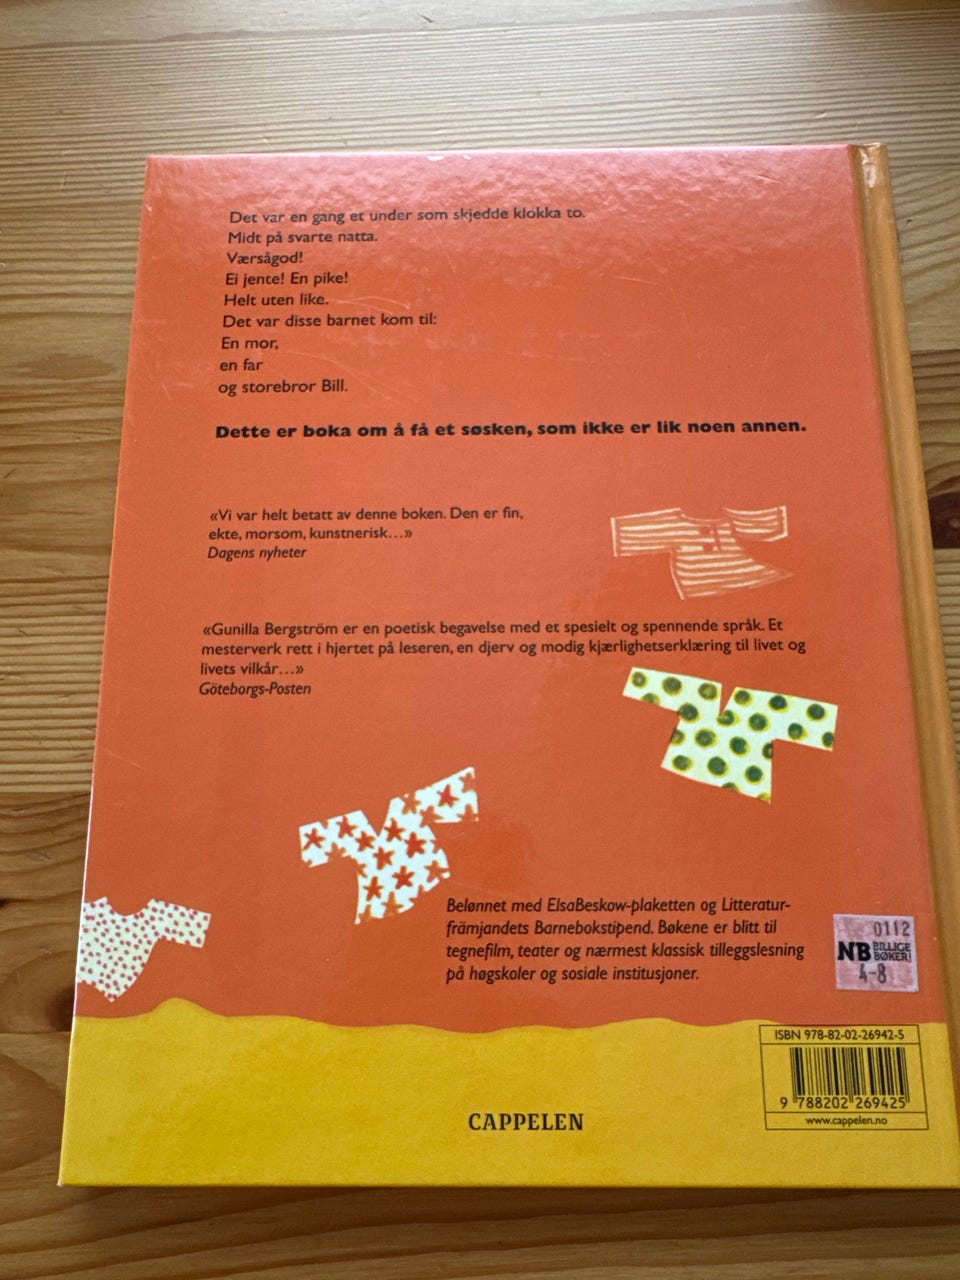 Det var en gang et under som skjedde klokka to.
Midt på svarte natta.
Værsågod!
Ei jente! En pike!
Helt uten like.
Det var disse barnet kom til:
En mor,
en far
og storebror Bill.
Dette er boka om å få et søsken, som ikke er lik noen annen.
«Vi var helt betatt av denne boken. Den er fin,
ekte, morsom, kunstnerisk...»
Dagens nyheter
«Gunilla Bergström er en poetisk begavelse med et spesielt og spennende språk. Et
mesterverk rett i hjertet på leseren, en djerv og modig kjærlighetserklæring til livet og
livets vilkår...»
Göteborgs-Posten
Belønnet med ElsaBeskow-plaketten og Litteratur-
främjandets Barnebokstipend. Bøkene er blitt til
tegnefilm, teater og nærmest klassisk tilleggslesning
på høgskoler og sosiale institusjoner.
0112
NB BILLIGE
BØKER!
4-8
ISBN 978-82-02-26942-5
9 788202 269425
www.cappelen.no
CAPPELEN